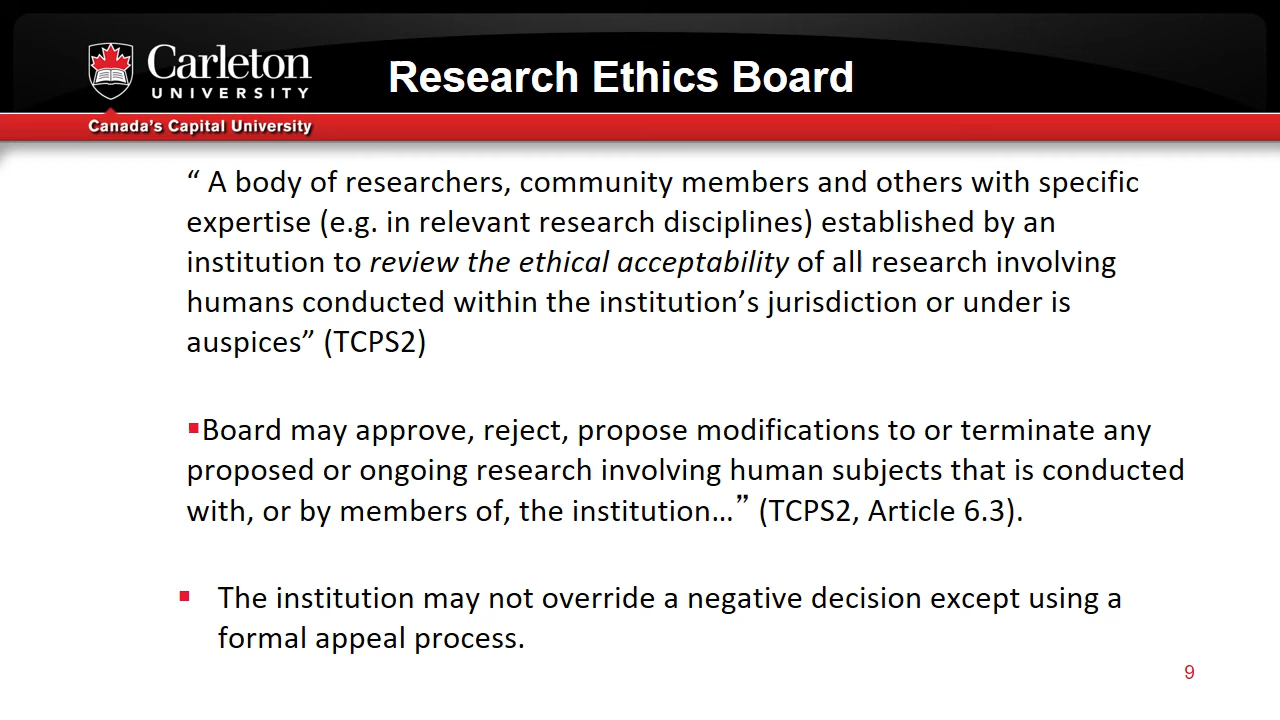 Carleton
UNIVERSITY
Canada's Capital University
Research Ethics Board
“ A body of researchers, community members and others with specific
expertise (e.g. in relevant research disciplines) established by an
institution to review the ethical acceptability of all research involving
humans conducted within the institution’s jurisdiction or under is
auspices” (TCPS2)
▪Board may approve, reject, propose modifications to or terminate any
proposed or ongoing research involving human subjects that is conducted
with, or by members of, the institution…” (TCPS2, Article 6.3).
▪ The institution may not override a negative decision except using a
formal appeal process.
9